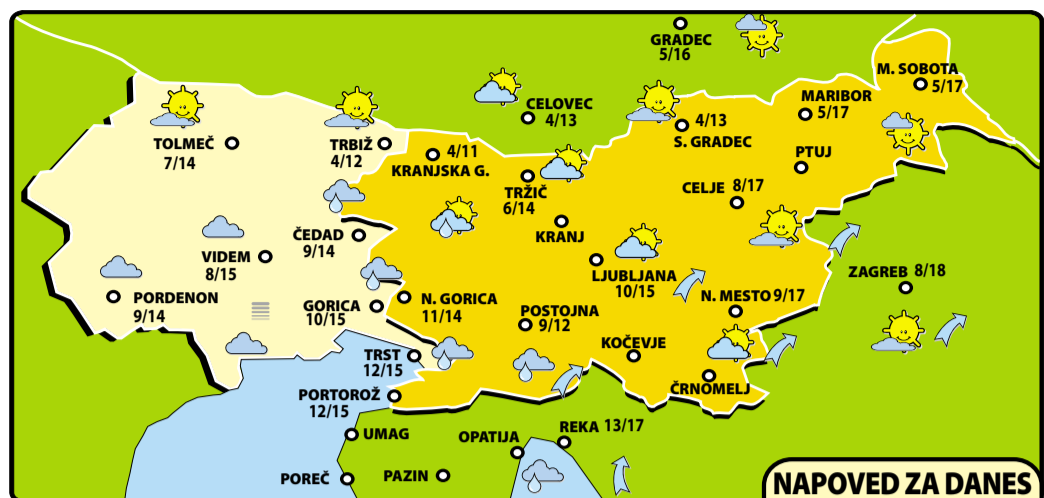 GRADEC
5/16
M. SOBOTA
5/17
MARIBOR
5/17
CELOVEC
4/13
4/13
S. GRADEC
TOLMEČ
7/14
TRBIŽ
4/12
4/11
KRANJSKA G.
PTUJ
TRŽIČ
6/14
CELJE 8/17
KRANJ
ČEDAD
9/14
VIDEM
8/15
LJUBLJANA
10/15
ZAGREB 8/18
PORDENON
9/14
GORICA
10/15
N. GORICA
11/14
POSTOJNA
9/12
N. MESTO 9/17
KOČEVJE
TRST
12/15
ČRNOMELJ
PORTOROŽ
12/15
UMAG
OPATIJA
REKA 13/17
POREČ
PAZIN
NAPOVED ZA DANES